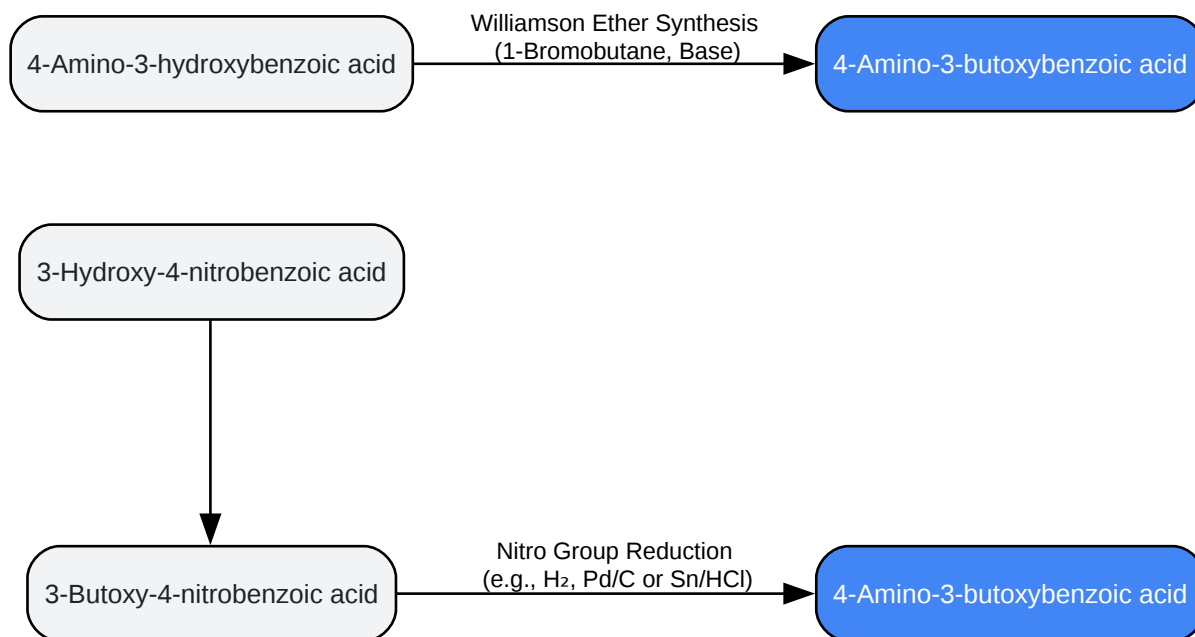 Williamson Ether Synthesis
(1-Bromobutane, Base)
4-Amino-3-hydroxybenzoic acid
4-Amino-3-butoxybenzoic acid
3-Hydroxy-4-nitrobenzoic acid
Nitro Group Reduction
(e.g., H₂, Pd/C or Sn/HCl)
3-Butoxy-4-nitrobenzoic acid
4-Amino-3-butoxybenzoic acid